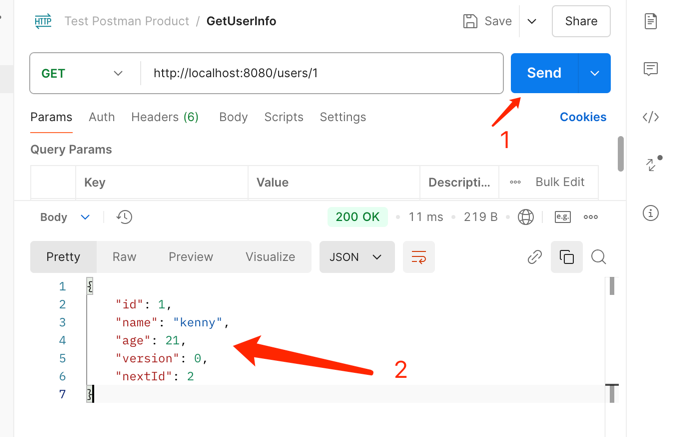 HTTP Test Postman Product / GetUserInfo Save Share
GET http://localhost:8080/users/1 Send
1
Params Auth Headers (6) Body Scripts Settings Cookies
Query Params
Key Value Descripti... Bulk Edit
Body 200 OK 11 ms 219 B e.g.
Pretty Raw Preview Visualize JSON
1 {
2 "id": 1,
3 "name": "kenny",
4 "age": 21,
5 "version": 0,
6 "nextId": 2
7 }
2